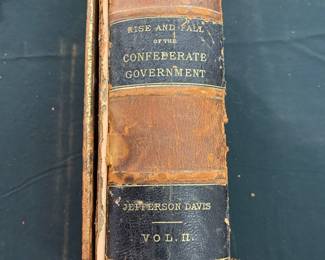 RISE AND FALL
OF THE
CONFEDERATE
GOVERNMENT
JEFFERSON DAVIS
VOL. II.